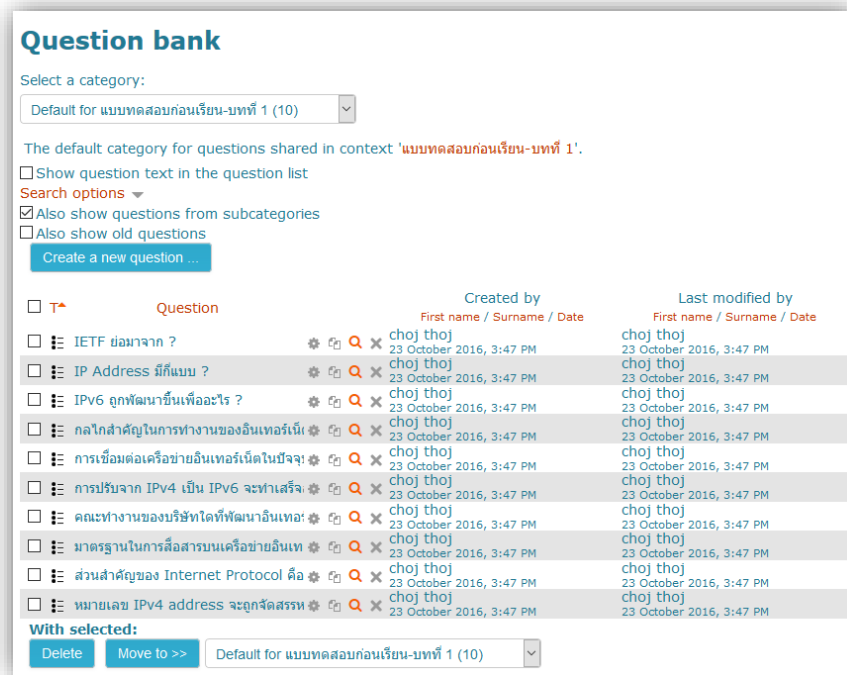 Question bank
Select a category:
Default for แบบทดสอบก่อนเรียน-บทที่ 1 (10)
The default category for questions shared in context 'แบบทดสอบก่อนเรียน-บทที่ 1'.
Show question text in the question list
Search options
Also show questions from subcategories
Also show old questions
Create a new question ...
T Question Created by Last modified by
First name / Surname / Date First name / Surname / Date
IETF ย่อมาจาก ? choj thoj choj thoj
23 October 2016, 3:47 PM 23 October 2016, 3:47 PM
IP Address มีกี่แบบ ? choj thoj choj thoj
23 October 2016, 3:47 PM 23 October 2016, 3:47 PM
IPv6 ถูกพัฒนาขึ้นเพื่ออะไร ? choj thoj choj thoj
23 October 2016, 3:47 PM 23 October 2016, 3:47 PM
กลไกสำคัญในการทำงานของอินเทอร์เน็ choj thoj choj thoj
23 October 2016, 3:47 PM 23 October 2016, 3:47 PM
การเชื่อมต่อเครือข่ายอินเตอร์เน็ตในปัจจุ choj thoj choj thoj
23 October 2016, 3:47 PM 23 October 2016, 3:47 PM
การปรับจาก IPv4 เป็น IPv6 จะทำเสร็จ choj thoj choj thoj
23 October 2016, 3:47 PM 23 October 2016, 3:47 PM
คณะทำงานของบริษัทใดที่พัฒนาอินเทอร์ choj thoj choj thoj
23 October 2016, 3:47 PM 23 October 2016, 3:47 PM
มาตรฐานในการสื่อสารบนเครือข่ายอินเท choj thoj choj thoj
23 October 2016, 3:47 PM 23 October 2016, 3:47 PM
ส่วนสำคัญของ Internet Protocol คือ choj thoj choj thoj
23 October 2016, 3:47 PM 23 October 2016, 3:47 PM
หมายเลข IPv4 address จะถูกจัดสรรห choj thoj choj thoj
23 October 2016, 3:47 PM 23 October 2016, 3:47 PM
With selected:
Delete Move to >> Default for แบบทดสอบก่อนเรียน-บทที่ 1 (10)